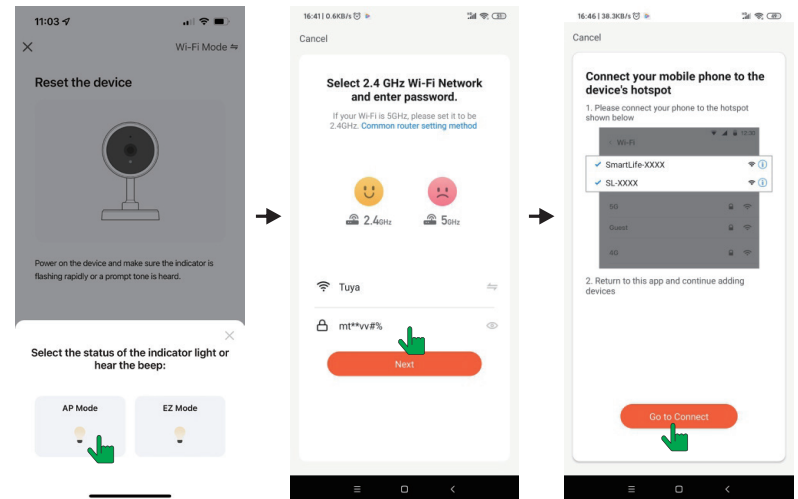 11:03
Wi-Fi Mode
Reset the device
Power on the device and make sure the indicator is
flashing rapidly or a prompt tone is heard.
Select the status of the indicator light or
hear the beep:
AP Mode
EZ Mode
16:41 | 0.6KB/s
Cancel
Select 2.4 GHz Wi-Fi Network
and enter password.
If your Wi-Fi is 5GHz, please set it to be
2.4GHz. Common router setting method
2.4GHz
5GHz
Tuya
mt**vv#%
Next
16:46 | 38.3KB/s
Cancel
Connect your mobile phone to the
device's hotspot
1. Please connect your phone to the hotspot
shown below
12:30
Wi-Fi
SmartLife-XXXX
SL-XXXX
5G
Guest
4G
2. Return to this app and continue adding
devices
Go to Connect